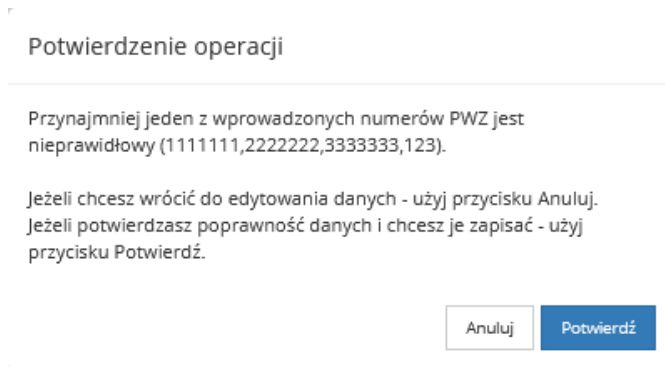 Potwierdzenie operacji
Przynajmniej jeden z wprowadzonych numerów PWZ jest
nieprawidłowy (1111111,2222222,3333333,123).
Jeżeli chcesz wrócić do edytowania danych - użyj przycisku Anuluj.
Jeżeli potwierdzasz poprawność danych i chcesz je zapisać - użyj
przycisku Potwierdź.
Anuluj Potwierdź